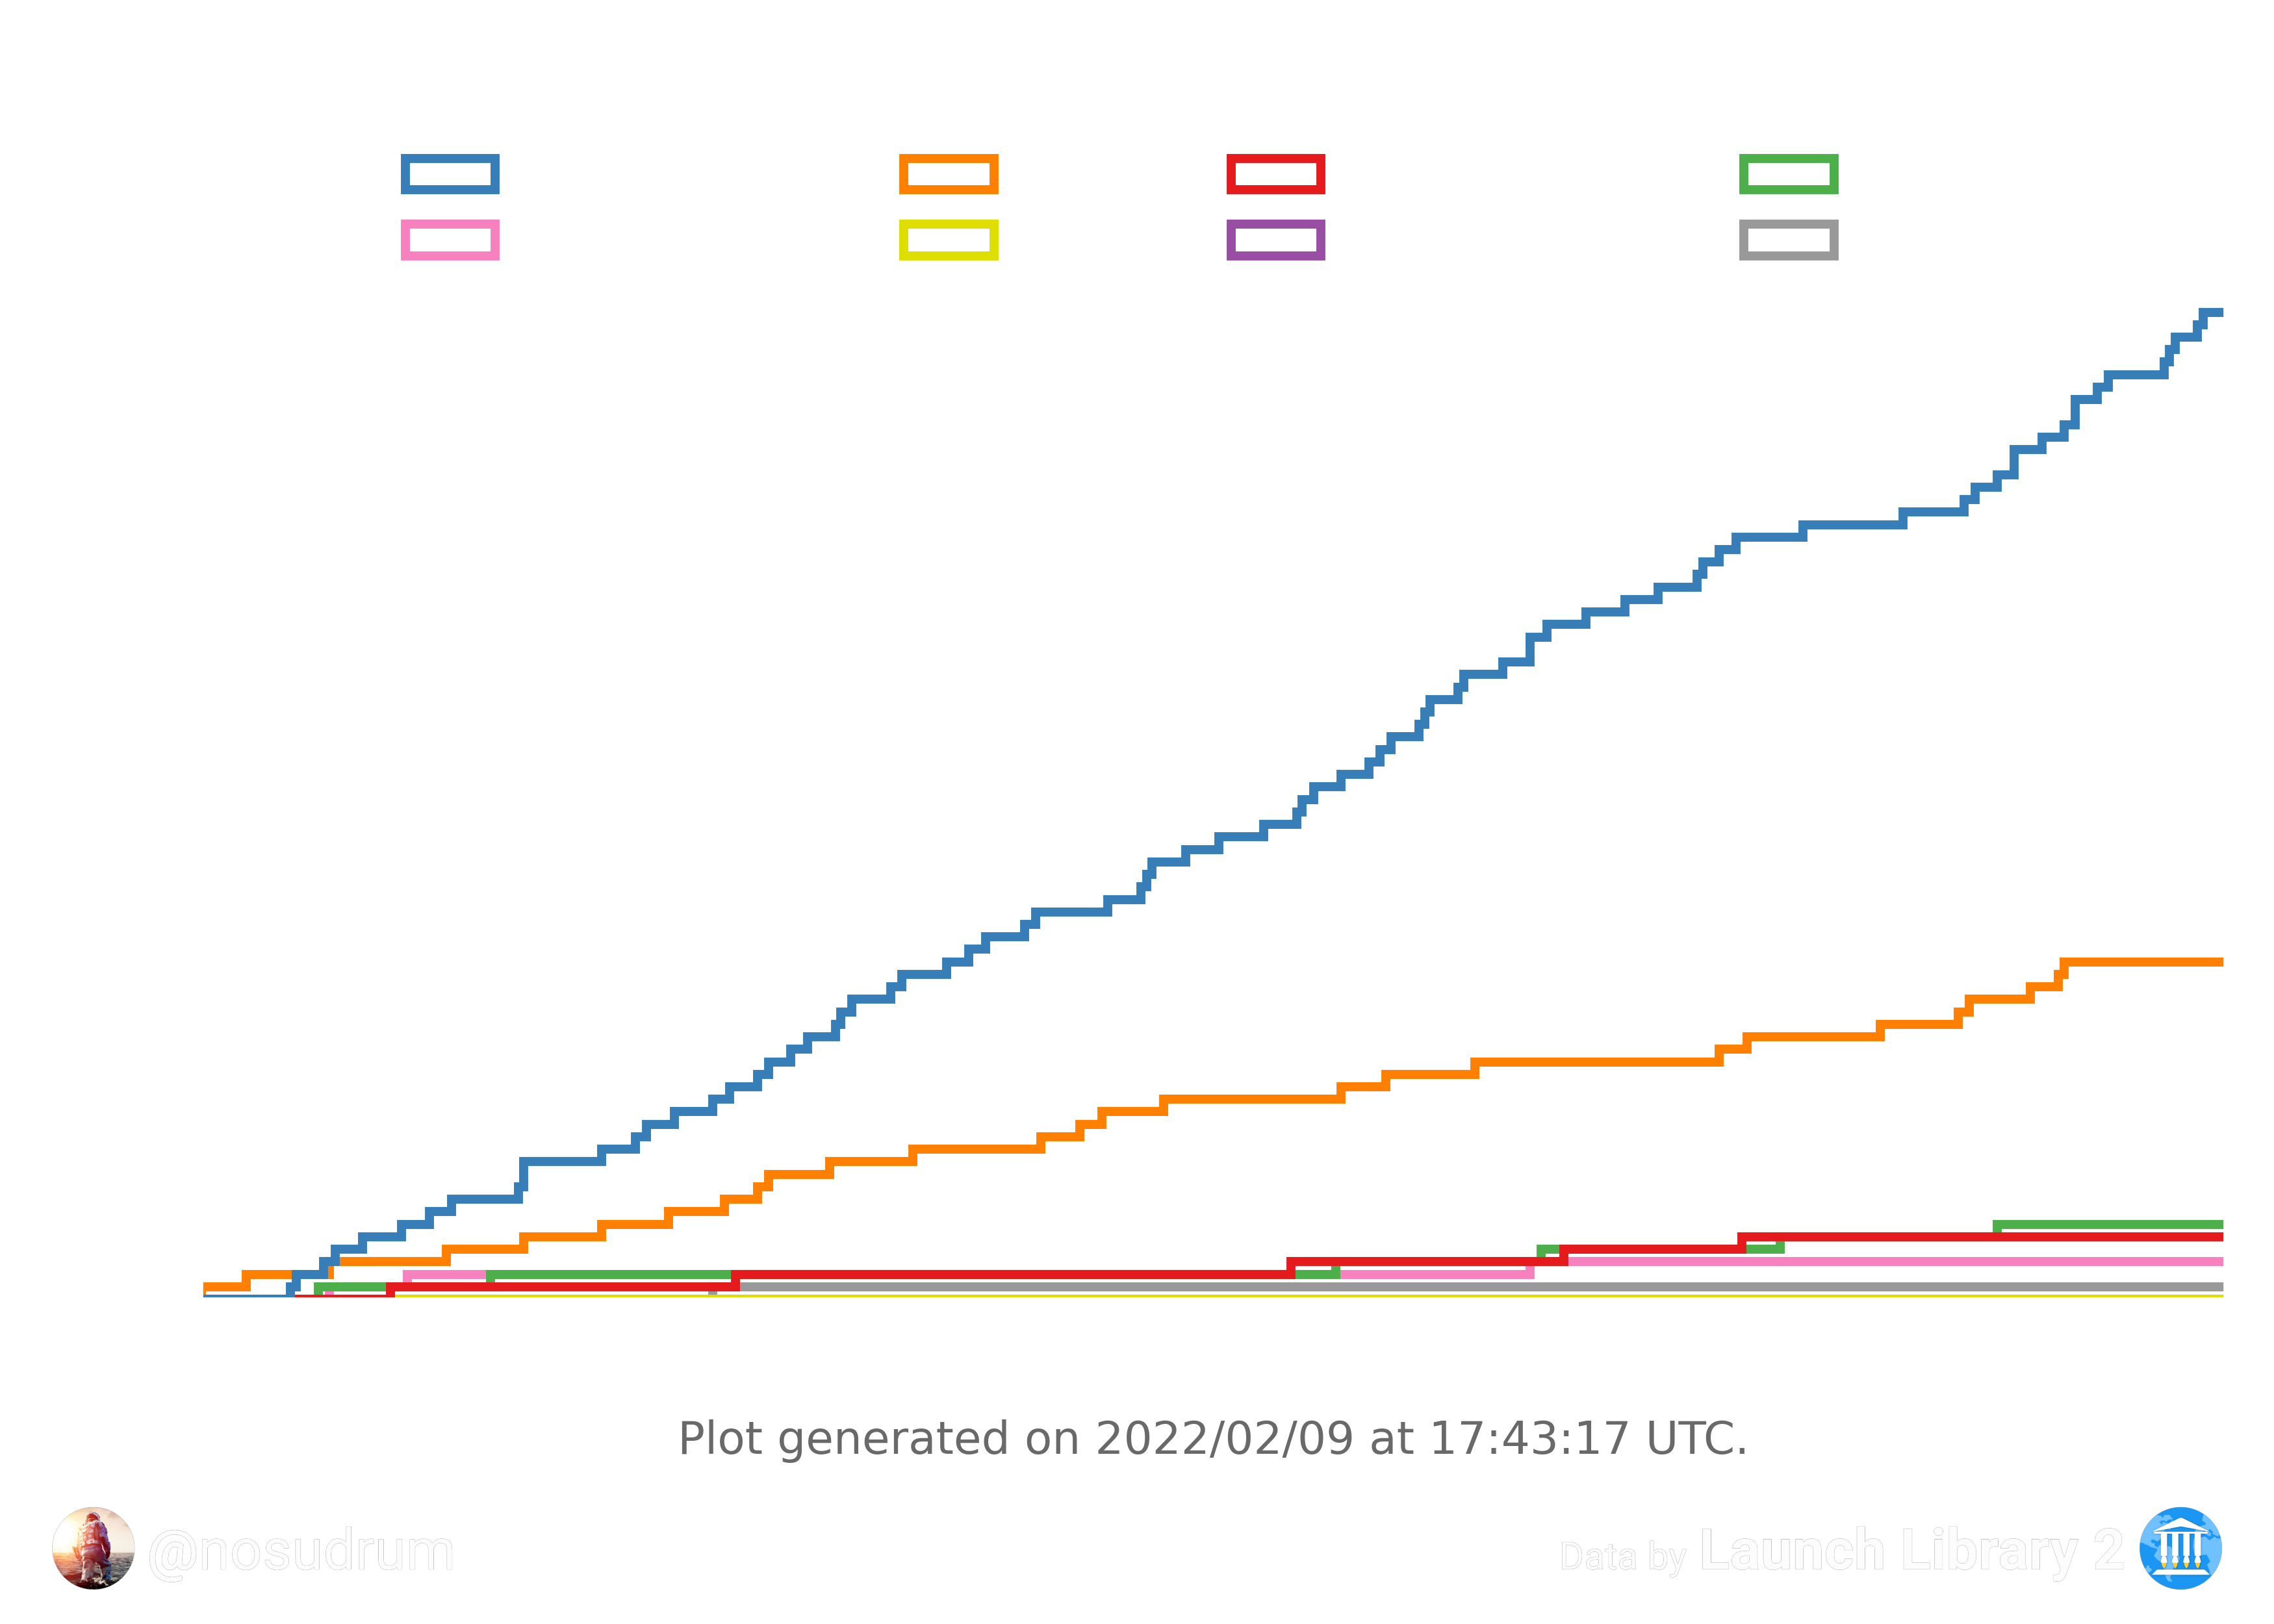 Plot generated on 2022/02/09 at 17:43:17 UTC.
@nosudrum
Data by Launch Library 2